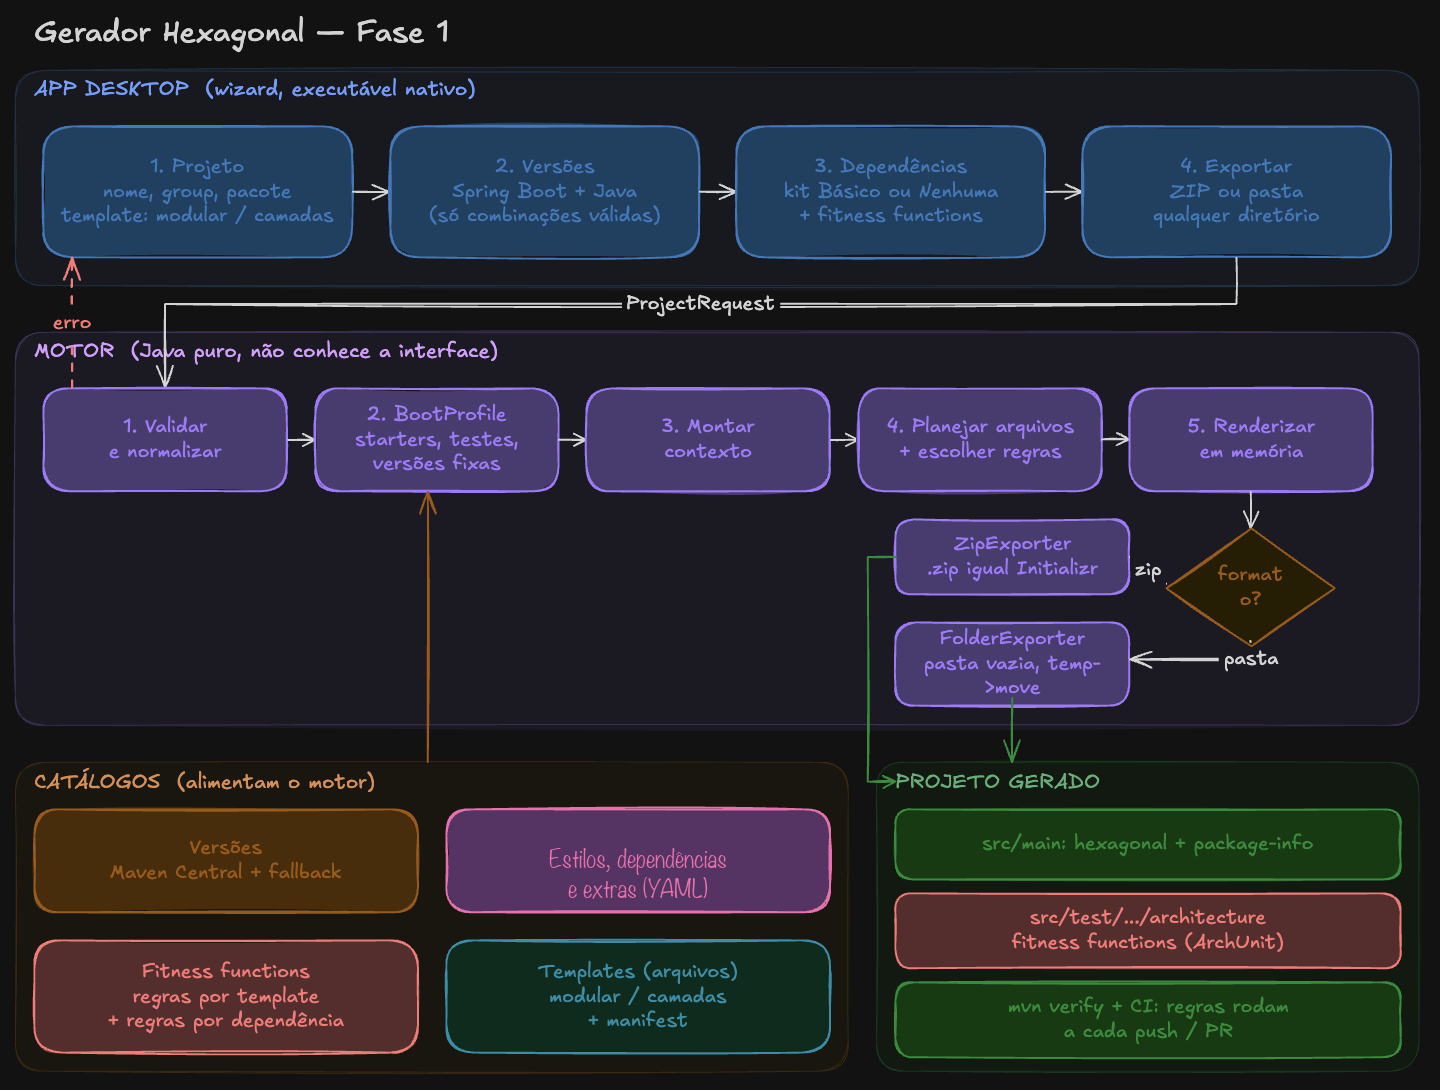 Gerador Hexagonal — Fase 1
APP DESKTOP (wizard, executável nativo)
1. Projeto
nome, group, pacote
template: modular / camadas
2. Versões
Spring Boot + Java
(só combinações válidas)
3. Dependências
kit Básico ou Nenhuma
+ fitness functions
4. Exportar
ZIP ou pasta
qualquer diretório
ProjectRequest
erro
MOTOR (Java puro, não conhece a interface)
1. Validar
e normalizar
2. BootProfile
starters, testes,
versões fixas
3. Montar
contexto
4. Planejar arquivos
+ escolher regras
5. Renderizar
em memória
ZipExporter
.zip igual Initializr
zip
format
o?
FolderExporter
pasta vazia, temp-
>move
pasta
CATÁLOGOS (alimentam o motor)
Versões
Maven Central + fallback
Estilos, dependências
e extras (YAML)
Fitness functions
regras por template
+ regras por dependência
Templates (arquivos)
modular / camadas
+ manifest
PROJETO GERADO
src/main: hexagonal + package-info
src/test/.../architecture
fitness functions (ArchUnit)
mvn verify + CI: regras rodam
a cada push / PR